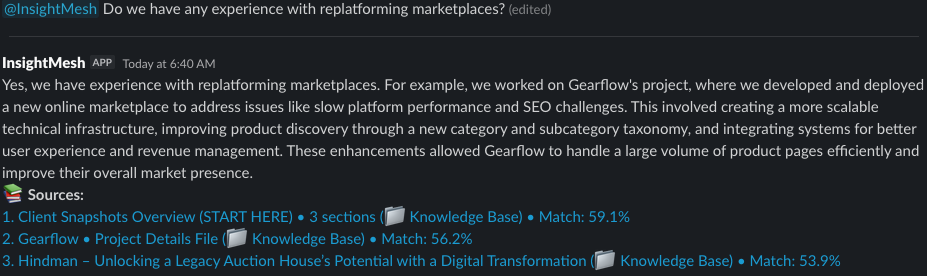 @InsightMesh Do we have any experience with replatforming marketplaces? (edited)
InsightMesh APP Today at 6:40 AM
Yes, we have experience with replatforming marketplaces. For example, we worked on Gearflow's project, where we developed and deployed
a new online marketplace to address issues like slow platform performance and SEO challenges. This involved creating a more scalable
technical infrastructure, improving product discovery through a new category and subcategory taxonomy, and integrating systems for better
user experience and revenue management. These enhancements allowed Gearflow to handle a large volume of product pages efficiently and
improve their overall market presence.
📚 Sources:
1. Client Snapshots Overview (START HERE) • 3 sections (📁 Knowledge Base) • Match: 59.1%
2. Gearflow • Project Details File (📁 Knowledge Base) • Match: 56.2%
3. Hindman – Unlocking a Legacy Auction House's Potential with a Digital Transformation (📁 Knowledge Base) • Match: 53.9%